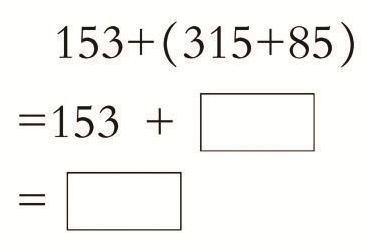 153+(315+85)
=153 +
=